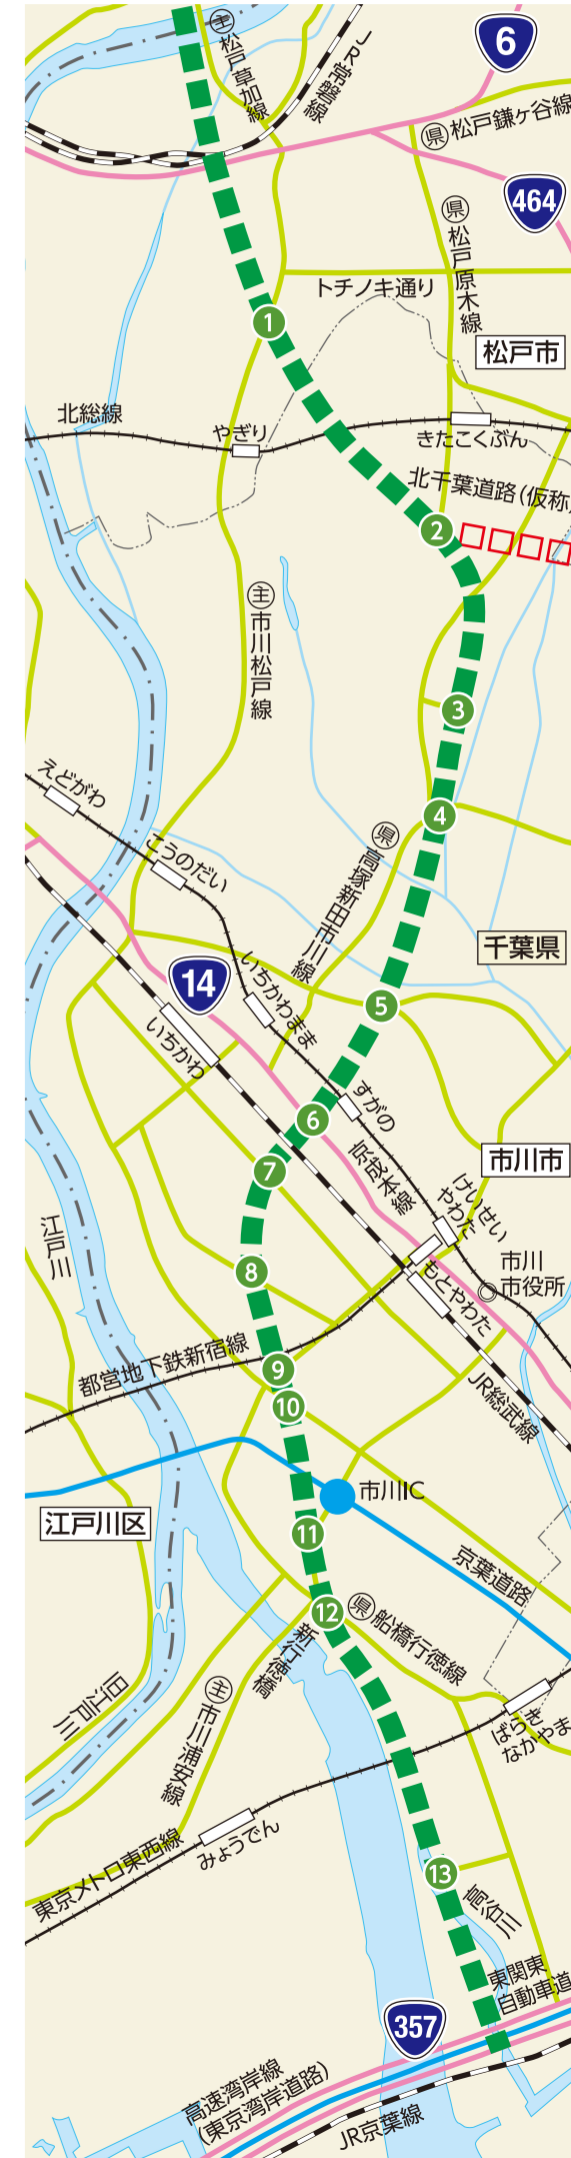 主 松戸草加線
JR常磐線
6
県 松戸鎌ヶ谷線
464
県 松戸原木線
トチノキ通り
1
松戸市
北総線
やぎり
きたこくぶん
北千葉道路(仮称)
2
主 市川松戸線
3
えどがわ
4
こうのだい
県 高塚新田市川線
千葉県
14
いちかわまま
5
いちかわ
すがの
6
京成本線
市川市
7
けいせい
やわた
江戸川
8
もとやわた
市川
市役所
都営地下鉄新宿線
9
JR総武線
10
市川IC
江戸川区
11
京葉道路
12
県 船橋行徳線
新行徳橋
旧江戸川
主 市川浦安線
ばらき
なかやま
東京メトロ東西線
みょうでん
13
高谷川
東関東
自動車道
357
高速湾岸線
(東京湾岸道路)
JR京葉線